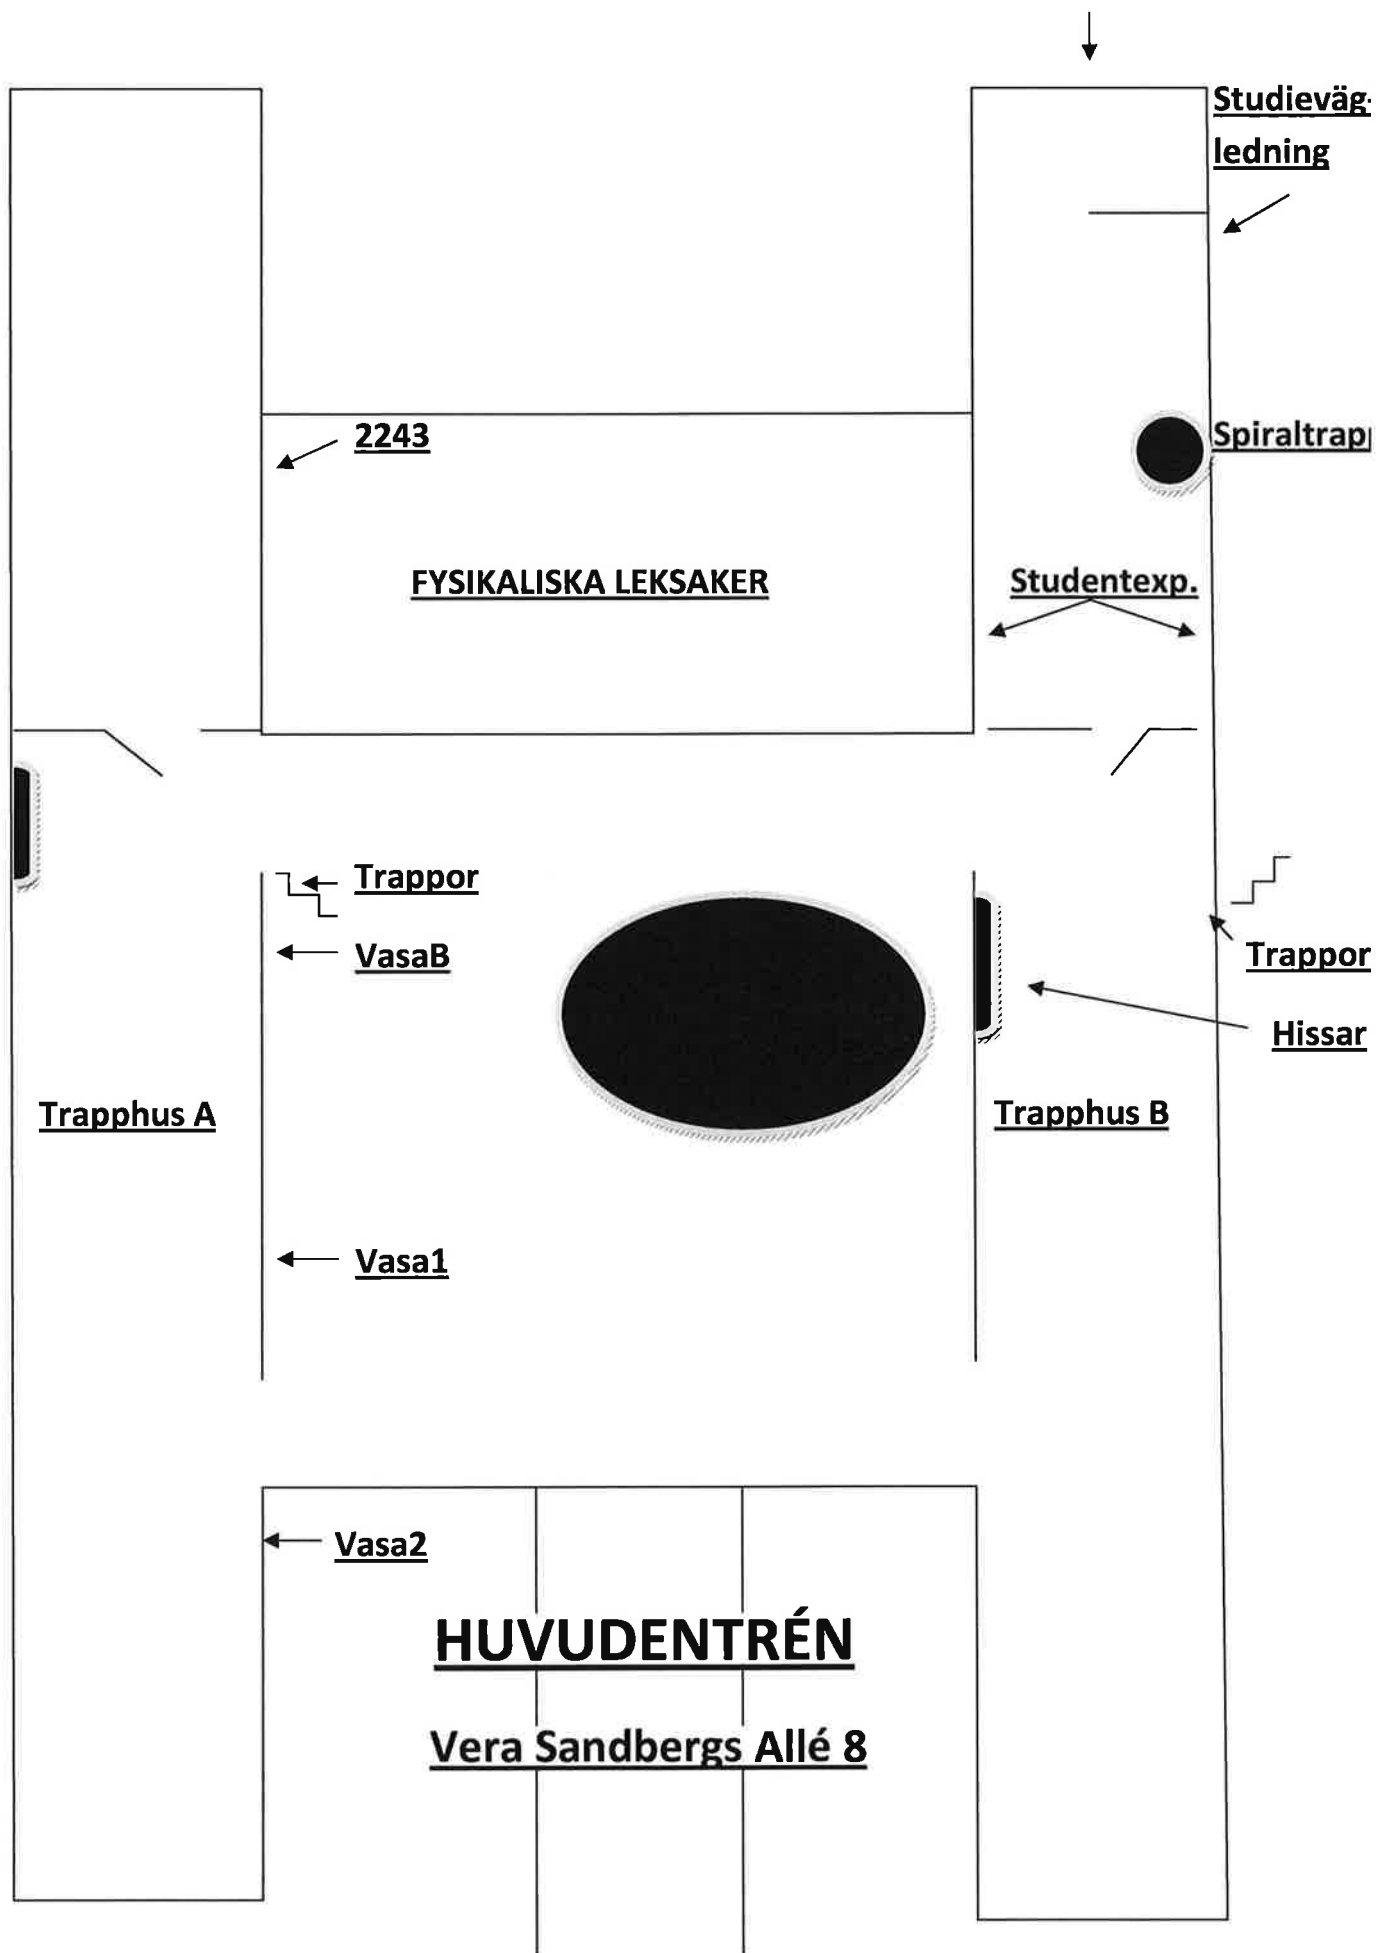 Studieväg-
ledning
2243
Spiraltrap
FYSIKALISKA LEKSAKER
Studentexp.
Trappor
VasaB
Trappor
Hissar
Trapphus A
Trapphus B
Vasa1
Vasa2
HUVUDENTRÉN
Vera Sandbergs Allé 8